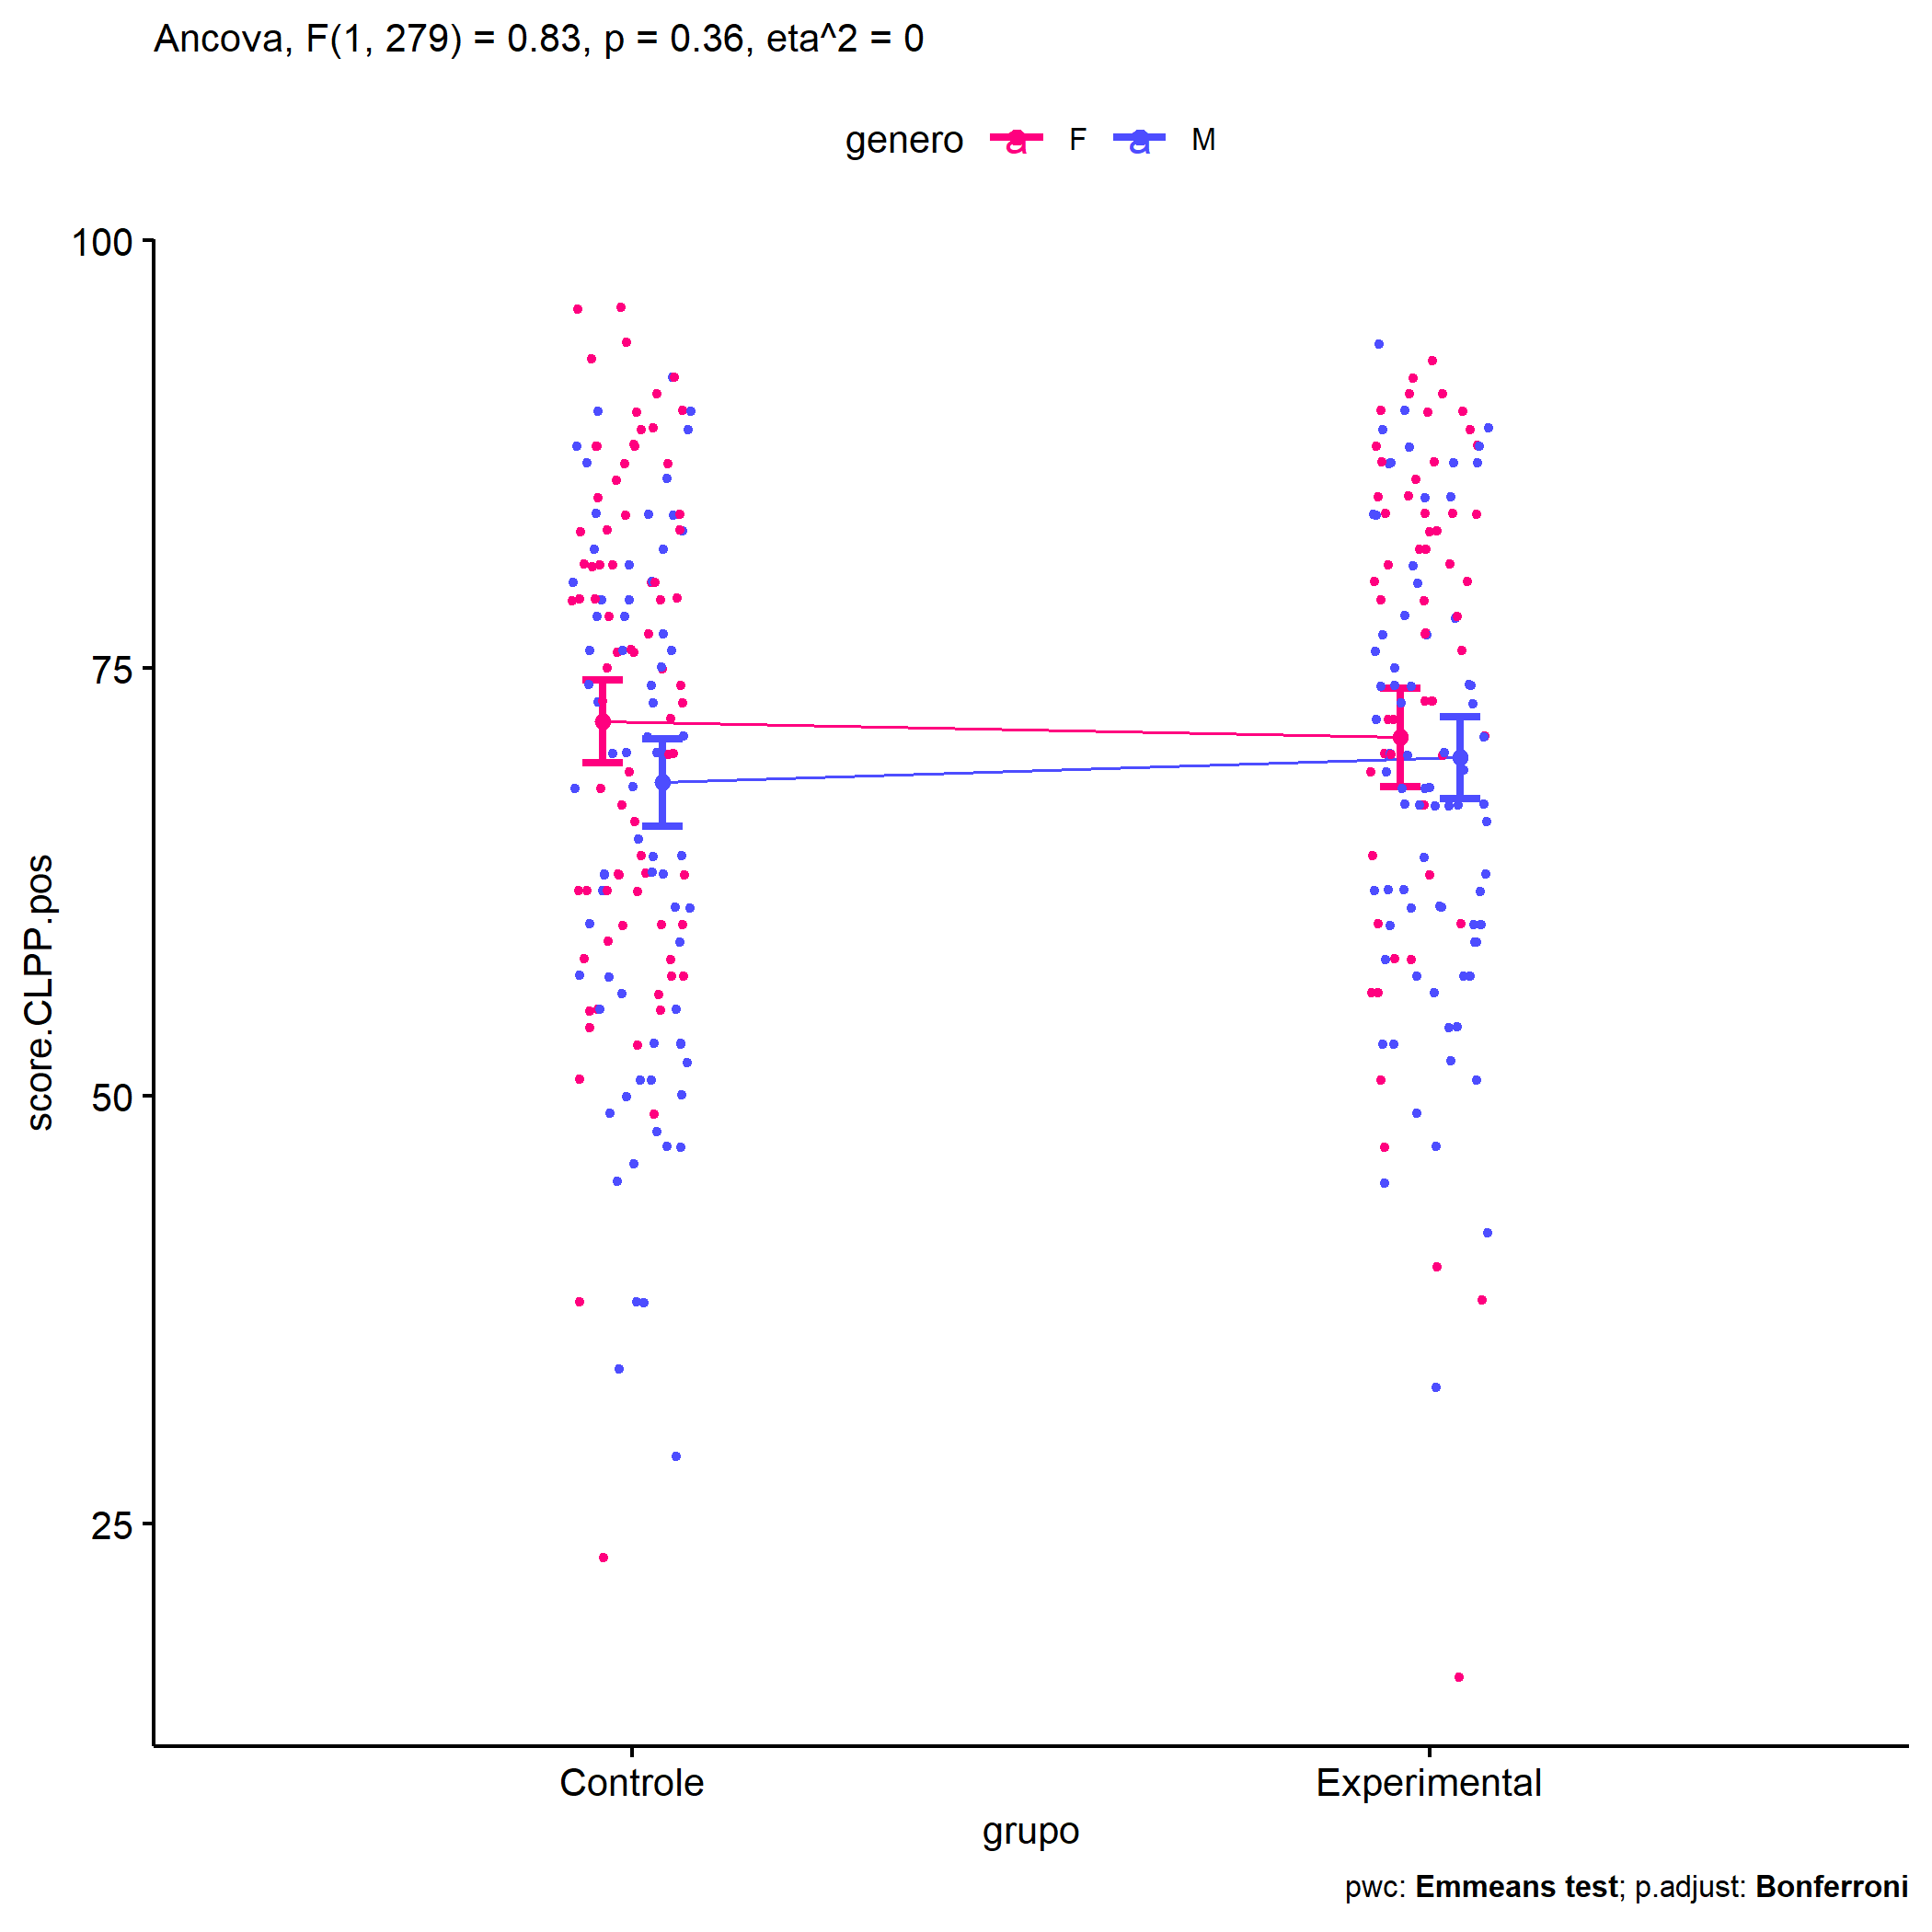 Ancova, F(1, 279) = 0.83, p = 0.36, eta^2 = 0
genero a F a M
100
75
50
25
score.CLPP.pos
Controle Experimental
grupo
pwc: Emmeans test; p.adjust: Bonferroni